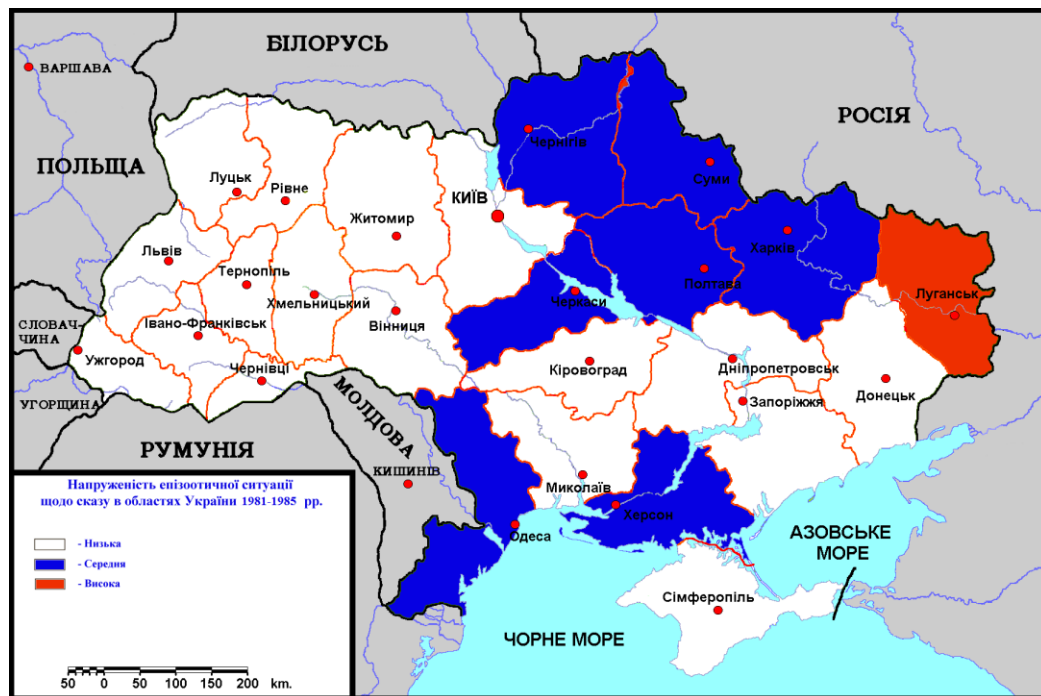 БІЛОРУСЬ
ВАРШАВА
РОСІЯ
ПОЛЬЩА
Чернігів
Суми
Луцьк
Рівне
КИЇВ
Житомир
Харків
Львів
Тернопіль
Полтава
Хмельницький
Черкаси
Луганськ
Івано-Франківськ
Вінниця
СЛОВАЧ-
ЧИНА
Ужгород
Чернівці
Кіровоград
Дніпропетровськ
Донецьк
УГОРЩИНА
МОЛДОВА
Запоріжжя
РУМУНІЯ
КИШИНІВ
Миколаїв
Херсон
Одеса
АЗОВСЬКЕ
МОРЕ
Сімферополь
ЧОРНЕ МОРЕ
Напруженість епізоотичної ситуації
щодо сказу в областях України 1981-1985 рр.
- Низька
- Середня
- Висока
50 0 50 100 150 200 km.